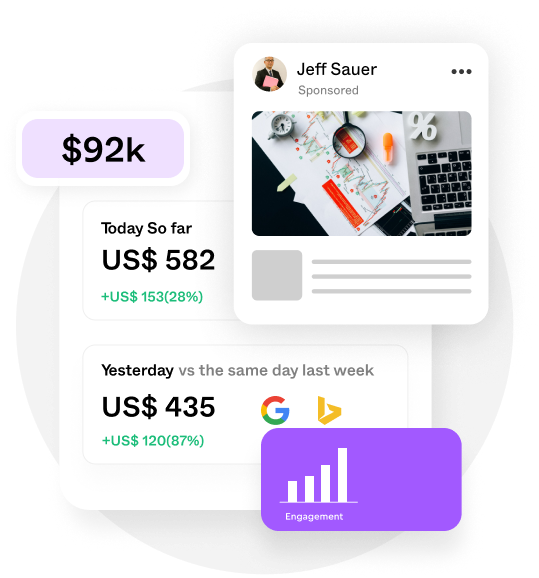 Jeff Sauer
Sponsored
%
$92k
Today So far
US$ 582
+US$ 153(28%)
Yesterday vs the same day last week
US$ 435
+US$ 120(87%)
Engagement